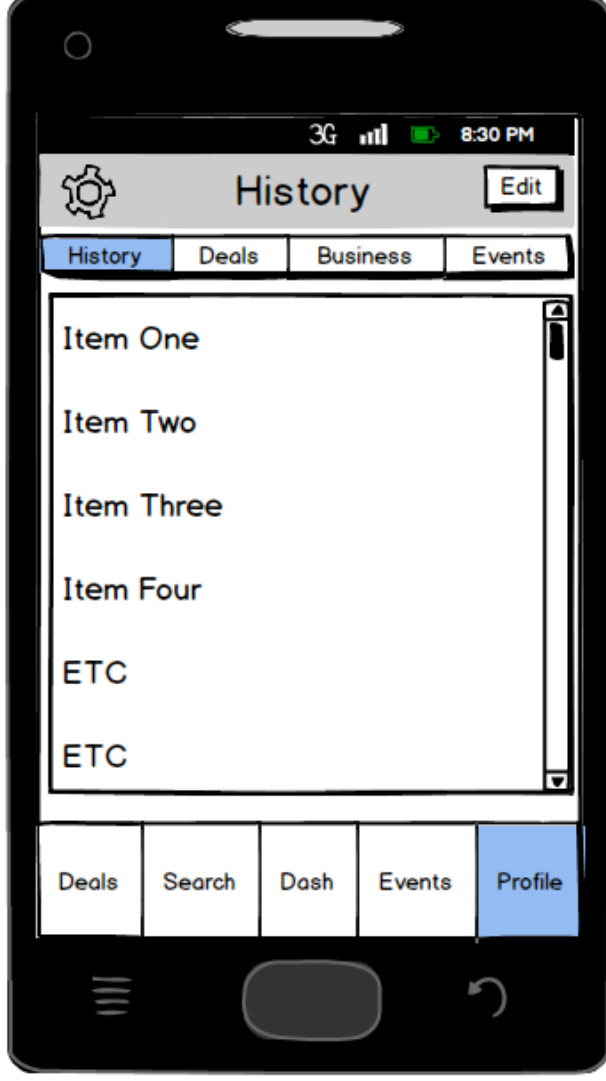 3G 8:30 PM
History Edit
History Deals Business Events
Item One
Item Two
Item Three
Item Four
ETC
ETC
Deals Search Dash Events Profile